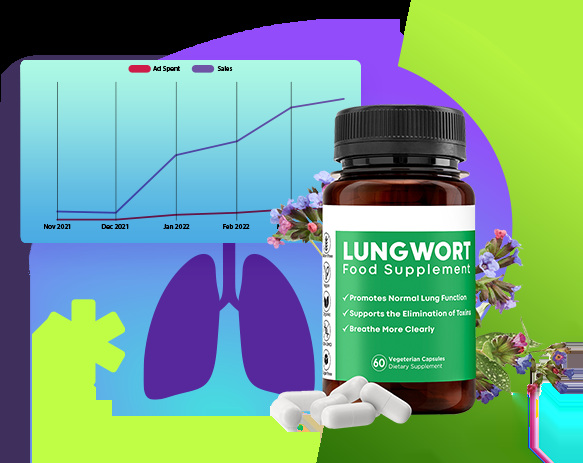 Ad Spent Sales
Nov 2021 Dec 2021 Jan 2022 Feb 2022
LUNGWORT
Food Supplement
✓Promotes Normal Lung Function
✓Supports the Elimination of Toxins
✓Breathe More Clearly
60 Vegetarian Capsules
Dietary Supplement